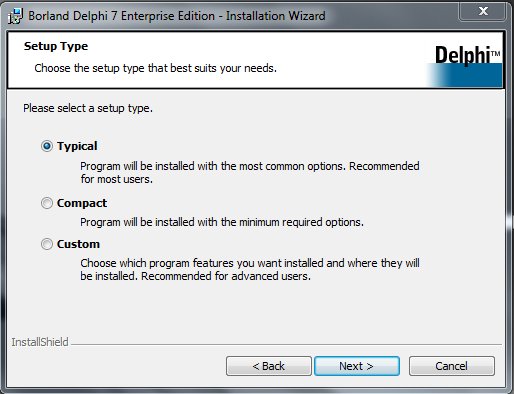 Borland Delphi 7 Enterprise Edition - Installation Wizard
Setup Type
Choose the setup type that best suits your needs.
Delphi™
Please select a setup type.
Typical
Program will be installed with the most common options. Recommended
for most users.
Compact
Program will be installed with the minimum required options.
Custom
Choose which program features you want installed and where they will
be installed. Recommended for advanced users.
InstallShield
< Back
Next >
Cancel